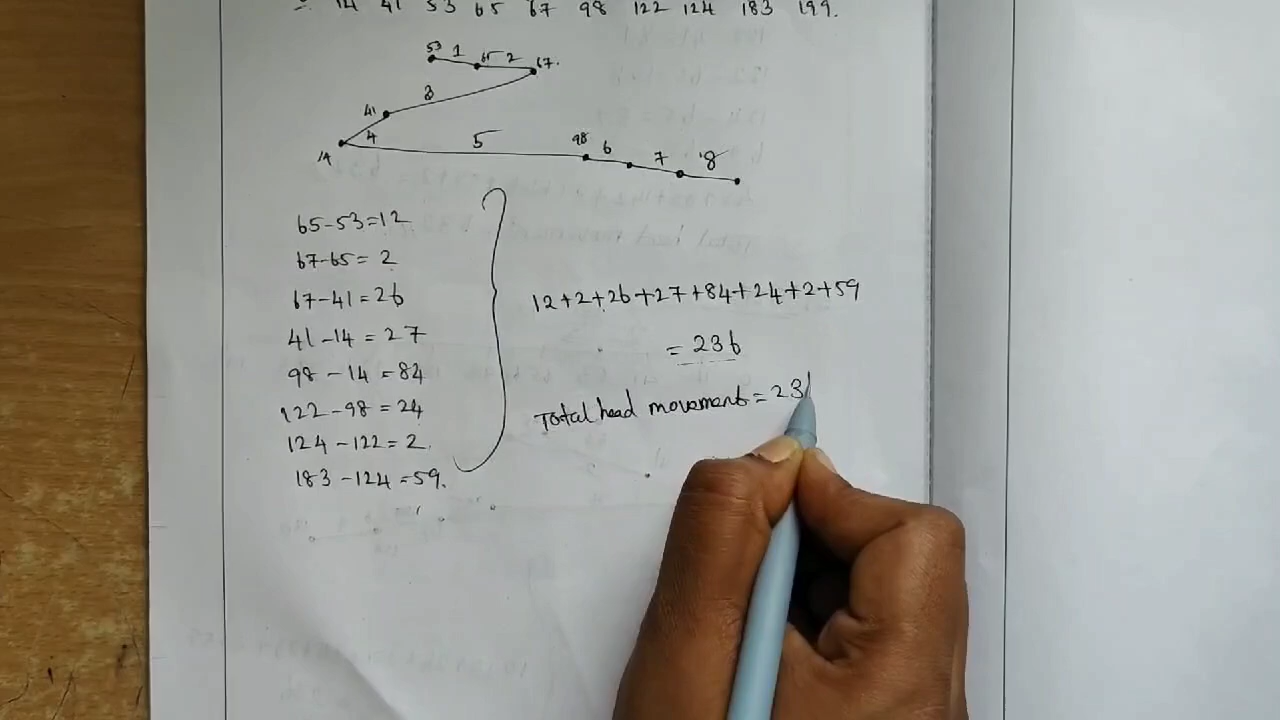 14 41 53 65 67 98 122 124 183 199.
53 1 65 2 67.
41 3
14 4 5 98 6 7 8
65-53=12
67-65= 2
67-41=26
41-14=27
98-14=84
122-98=24
124-122=2.
183-124=59.
12+2+26+27+84+24+2+59
= 236
Total head movement = 23